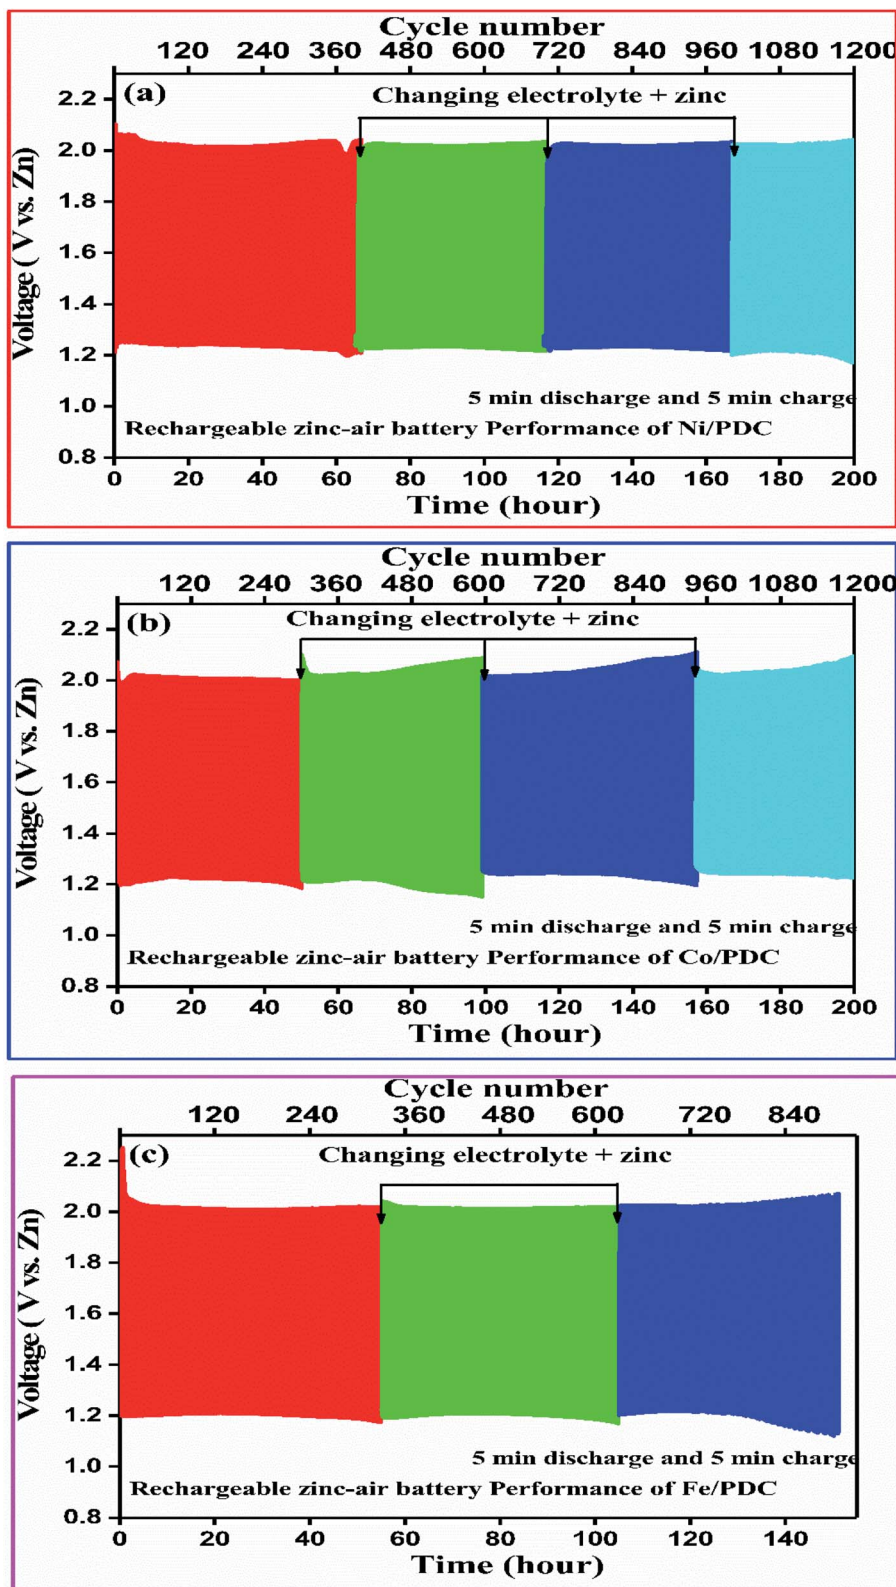 Cycle number
120 240 360 480 600 720 840 960 1080 1200
(a)
Changing electrolyte + zinc
2.2
2.0
1.8
1.6
1.4
1.2
1.0
0.8
Voltage ( V vs. Zn)
5 min discharge and 5 min charge
Rechargeable zinc-air battery Performance of Ni/PDC
0 20 40 60 80 100 120 140 160 180 200
Time (hour)
Cycle number
120 240 360 480 600 720 840 960 1080 1200
(b)
Changing electrolyte + zinc
2.2
2.0
1.8
1.6
1.4
1.2
1.0
0.8
Voltage ( V vs. Zn)
5 min discharge and 5 min charge
Rechargeable zinc-air battery Performance of Co/PDC
0 20 40 60 80 100 120 140 160 180 200
Time (hour)
Cycle number
120 240 360 480 600 720 840
(c)
Changing electrolyte + zinc
2.2
2.0
1.8
1.6
1.4
1.2
1.0
0.8
Voltage ( V vs. Zn)
5 min discharge and 5 min charge
Rechargeable zinc-air battery Performance of Fe/PDC
0 20 40 60 80 100 120 140
Time (hour)